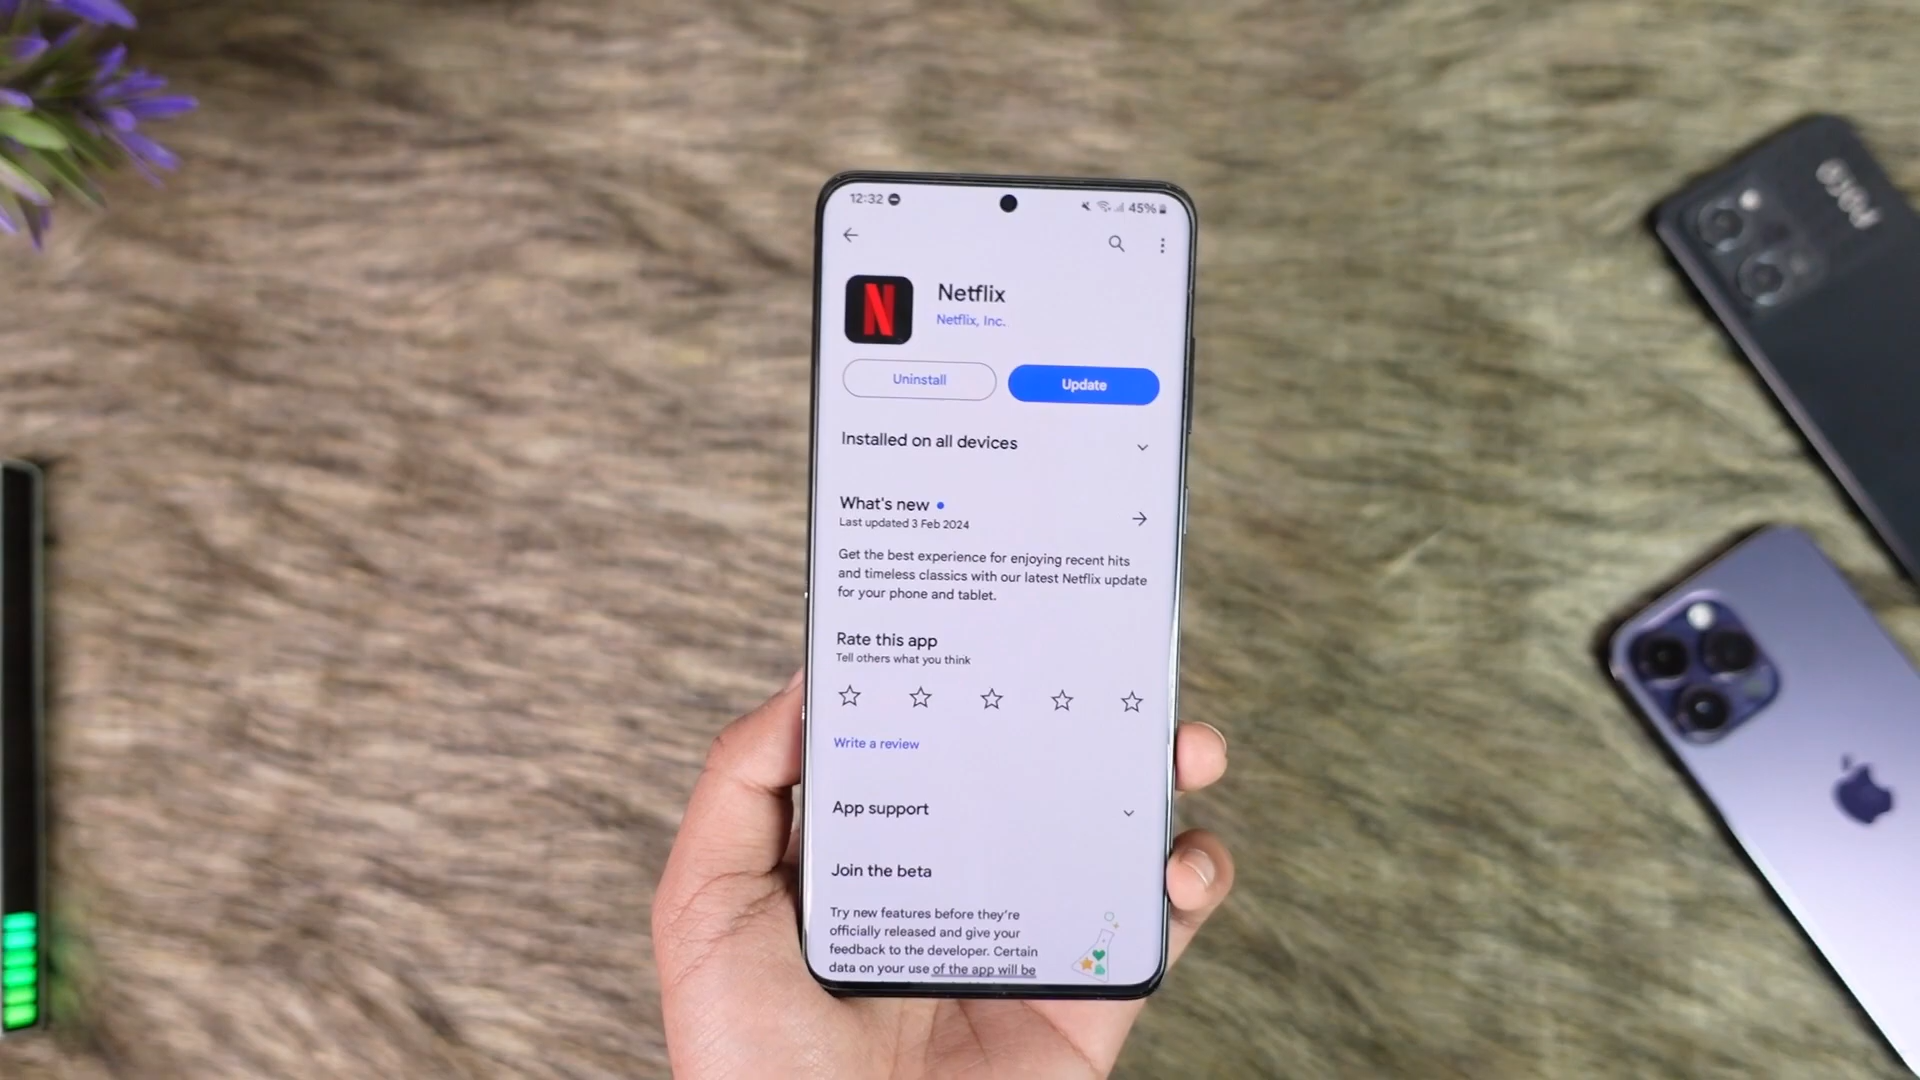 12:32
45%
Netflix
Netflix, Inc.
Uninstall
Update
Installed on all devices
What's new
Last updated 3 Feb 2024
Get the best experience for enjoying recent hits
and timeless classics with our latest Netflix update
for your phone and tablet.
Rate this app
Tell others what you think
Write a review
App support
Join the beta
Try new features before they're
officially released and give your
feedback to the developer. Certain
data on your use of the app will be
POCO